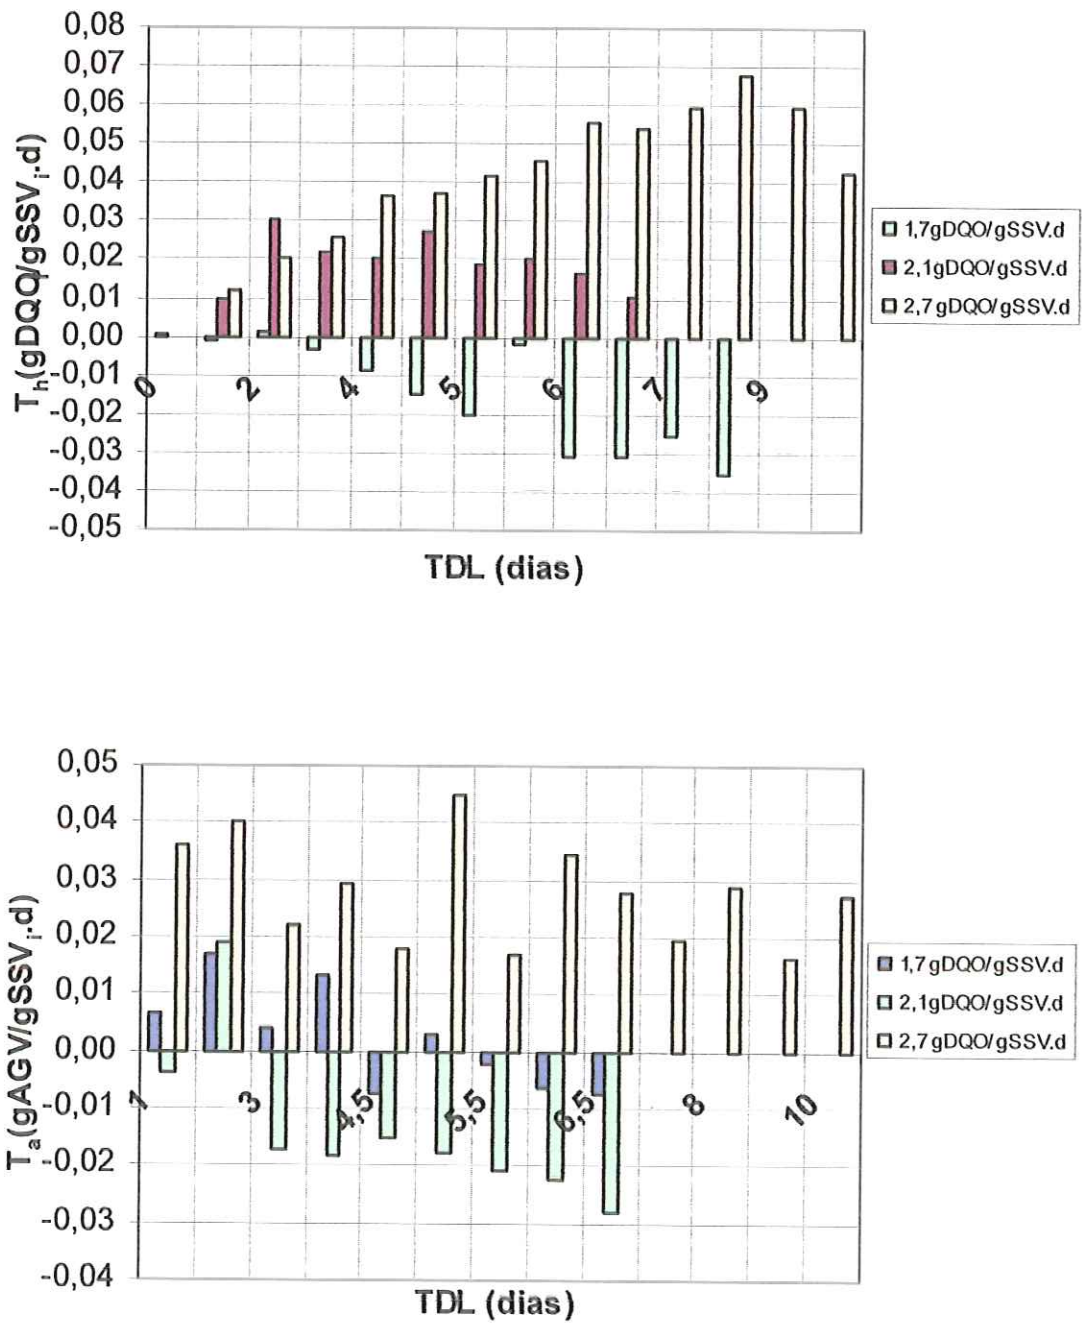 0,08
0,07
0,06
0,05
0,04
0,03
0,02
0,01
0,00
-0,01
-0,02
-0,03
-0,04
-0,05
Th(gDQO/gSSVi.d)
0 2 4 5 6 7 9
TDL (dias)
1,7gDQO/gSSV.d
2,1gDQO/gSSV.d
2,7gDQO/gSSV.d
0,05
0,04
0,03
0,02
0,01
0,00
-0,01
-0,02
-0,03
-0,04
Ta(gAGV/gSSVi.d)
1 3 4,5 5,5 6,5 8 10
TDL (dias)
1,7gDQO/gSSV.d
2,1gDQO/gSSV.d
2,7gDQO/gSSV.d